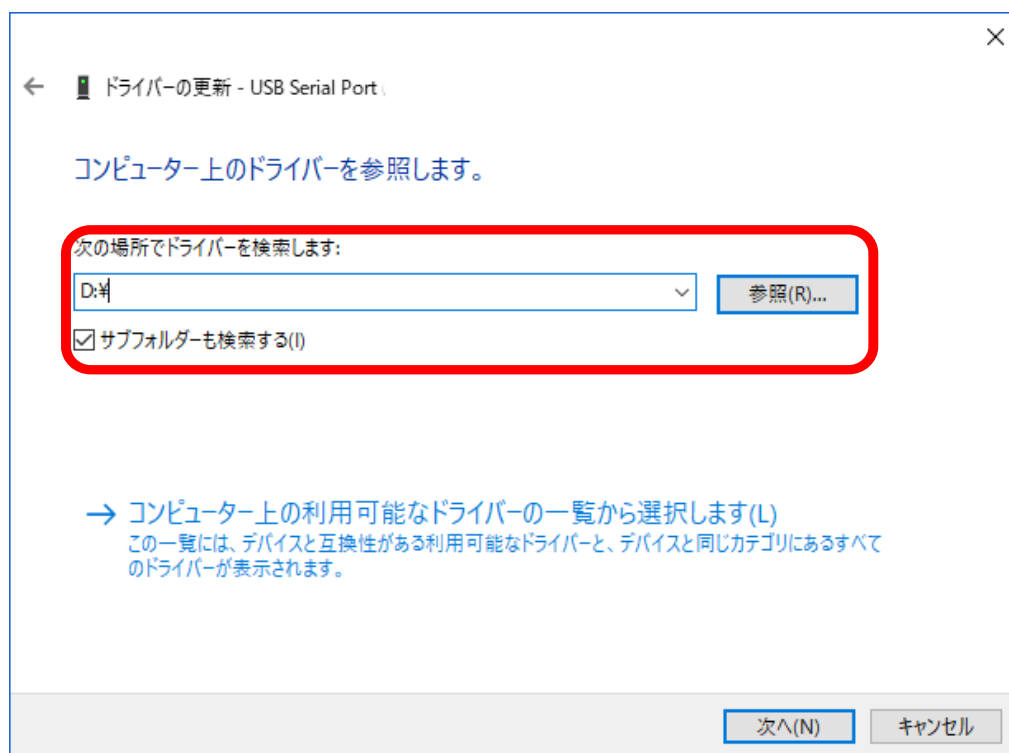 ドライバーの更新 - USB Serial Port
コンピューター上のドライバーを参照します。
次の場所でドライバーを検索します:
D:¥
参照(R)...
サブフォルダーも検索する(I)
コンピューター上の利用可能なドライバーの一覧から選択します(L)
この一覧には、デバイスと互換性がある利用可能なドライバーと、デバイスと同じカテゴリにあるすべて
のドライバーが表示されます。
次へ(N)
キャンセル